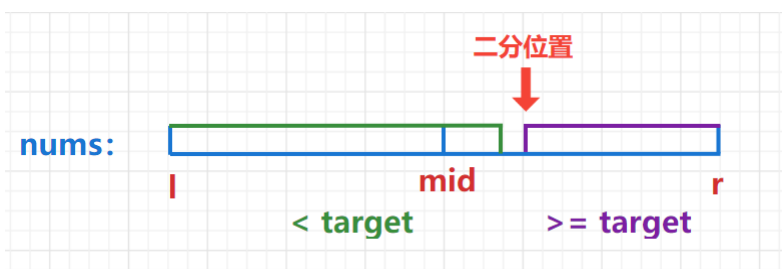 二分位置
nums:
l mid r
< target >= target